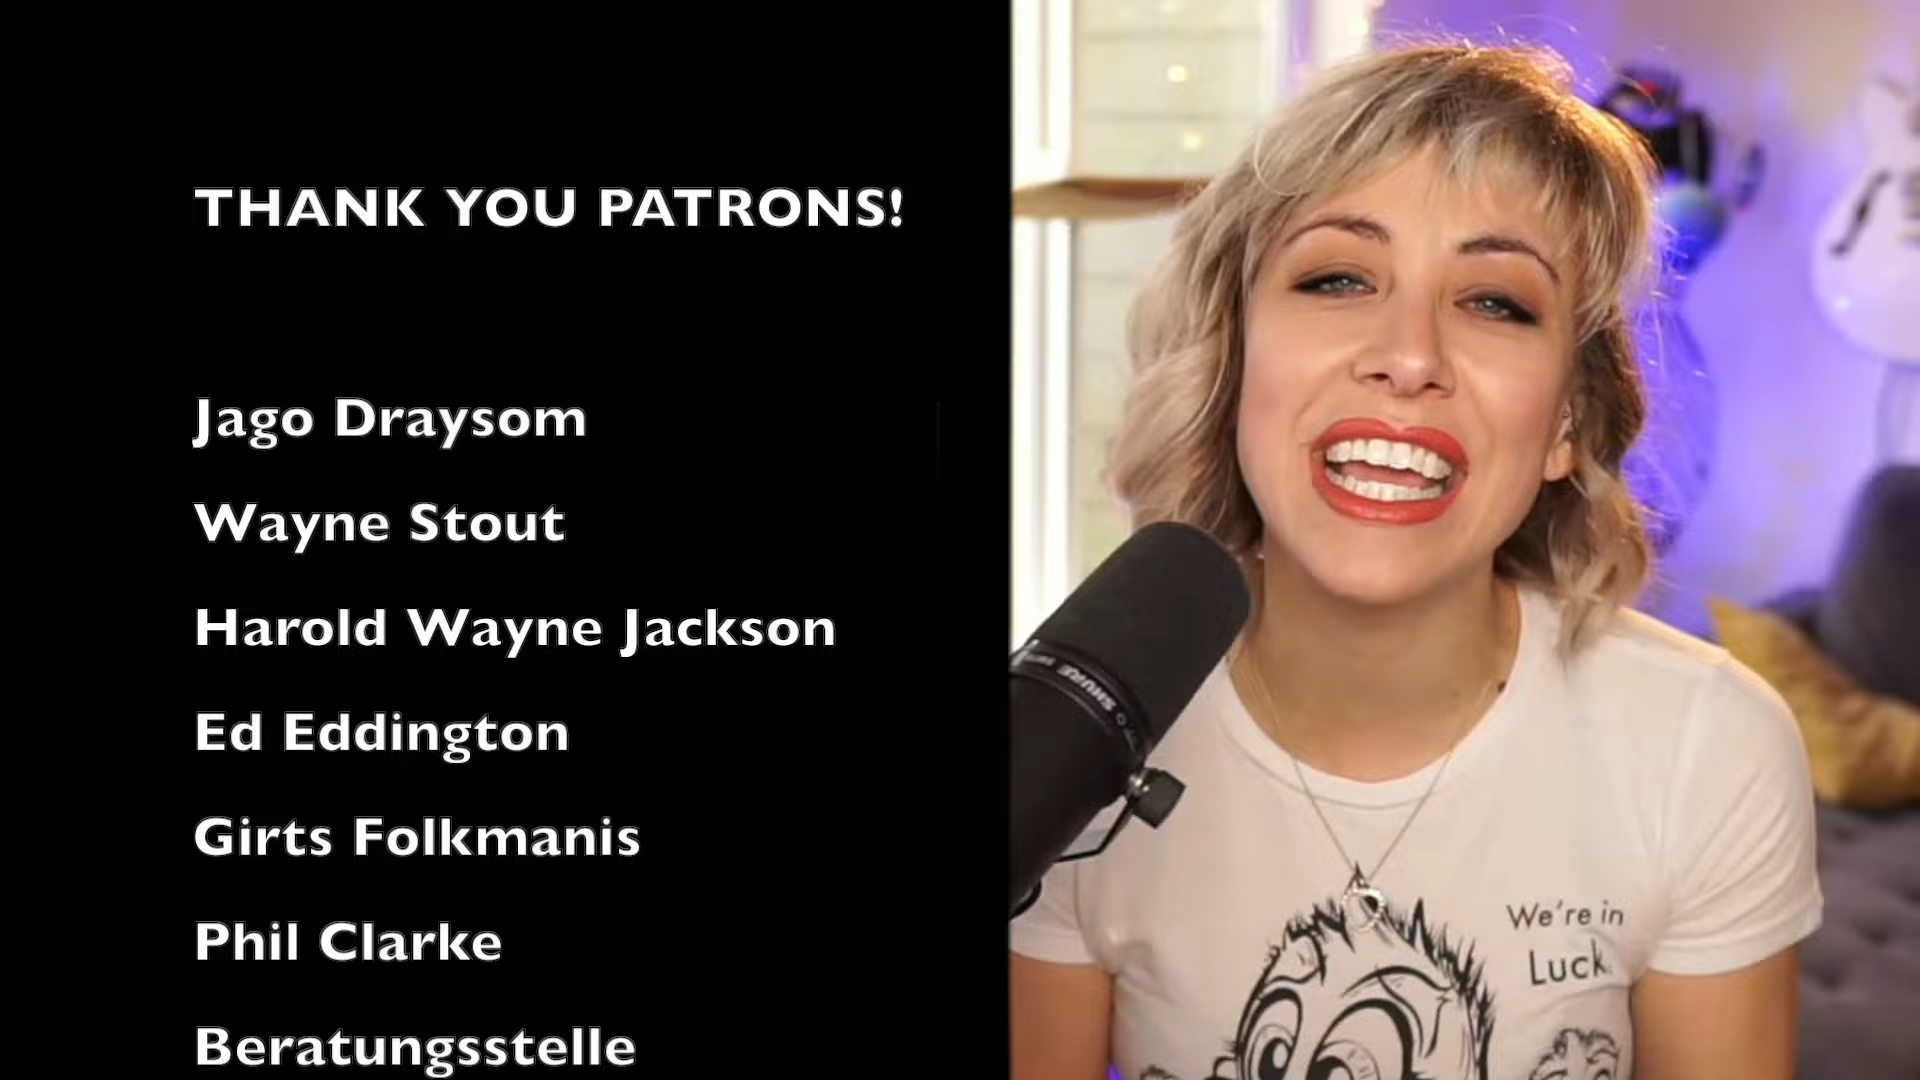 THANK YOU PATRONS!
Jago Draysom
Wayne Stout
Harold Wayne Jackson
Ed Eddington
Girts Folkmanis
Phil Clarke
Beratungsstelle
SHURE
We're in
Luck.